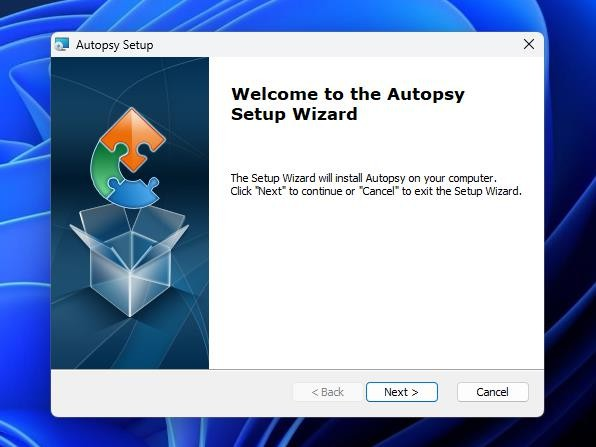 Autopsy Setup
Welcome to the Autopsy
Setup Wizard
The Setup Wizard will install Autopsy on your computer.
Click "Next" to continue or "Cancel" to exit the Setup Wizard.
< Back
Next >
Cancel